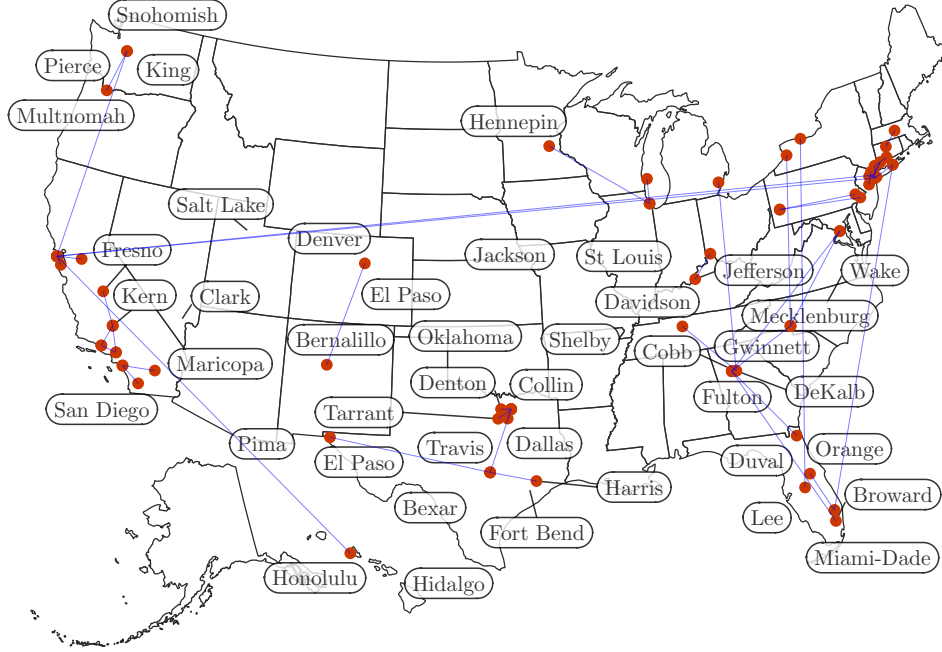 Snohomish
Pierce
King
Multnomah
Hennepin
Salt Lake
Denver
Fresno
Jackson
St Louis
Jefferson
Wake
Kern
Clark
El Paso
Davidson
Mecklenburg
Bernalillo
Oklahoma
Shelby
Cobb
Gwinnett
Maricopa
Denton
Collin
DeKalb
Fulton
San Diego
Tarrant
Pima
Travis
Dallas
Orange
El Paso
Duval
Harris
Broward
Bexar
Lee
Fort Bend
Miami-Dade
Honolulu
Hidalgo